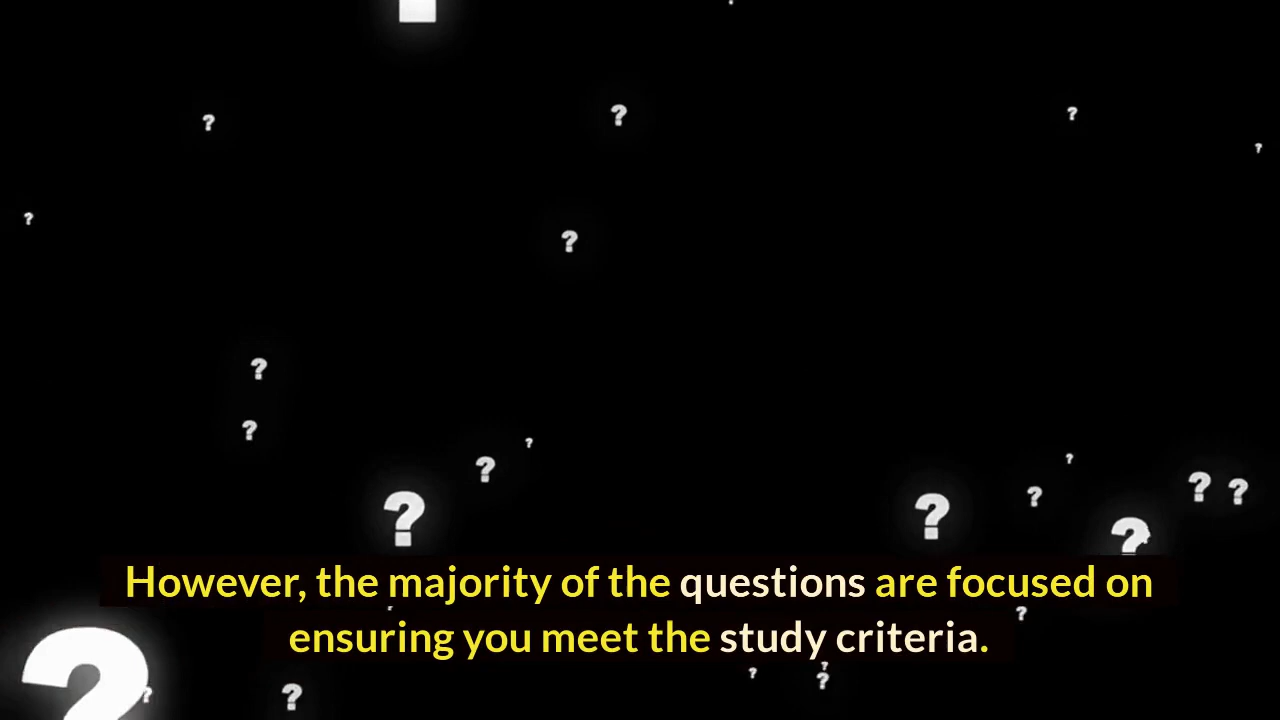 However, the majority of the questions are focused on
ensuring you meet the study criteria.